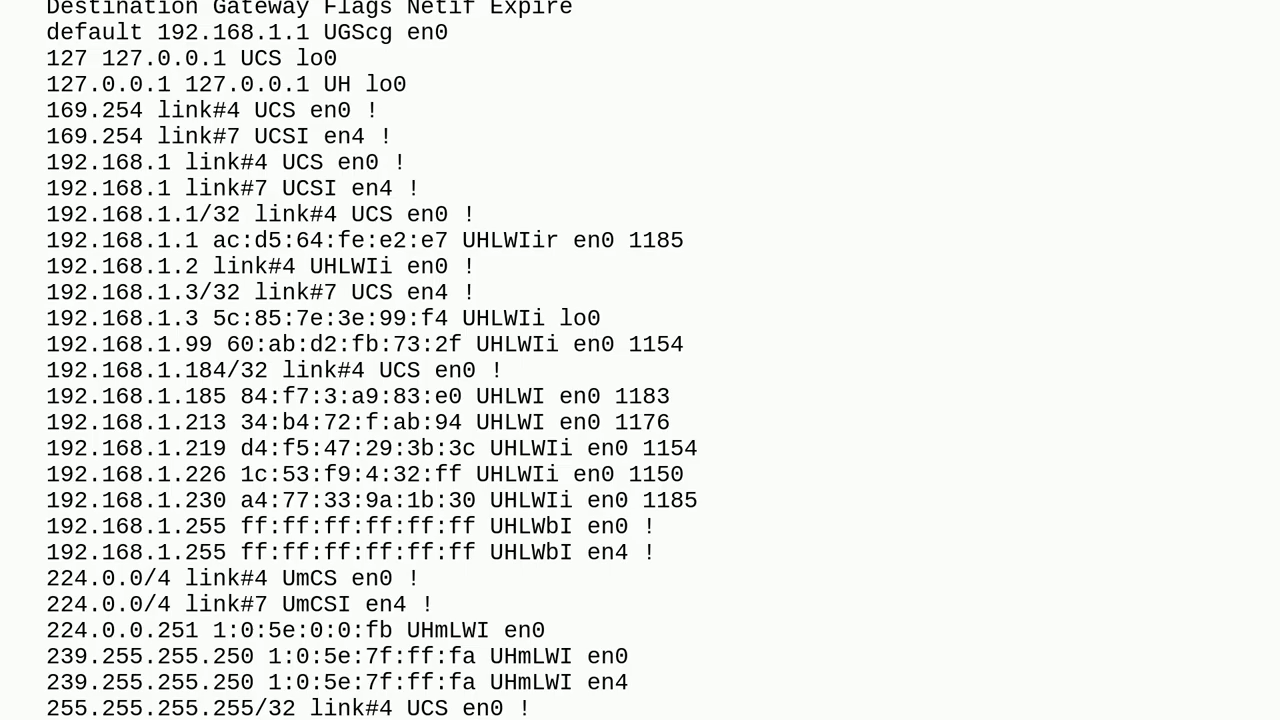 Destination Gateway Flags Netif Expire
default 192.168.1.1 UGScg en0
127 127.0.0.1 UCS lo0
127.0.0.1 127.0.0.1 UH lo0
169.254 link#4 UCS en0 !
169.254 link#7 UCSI en4 !
192.168.1 link#4 UCS en0 !
192.168.1 link#7 UCSI en4 !
192.168.1.1/32 link#4 UCS en0 !
192.168.1.1 ac:d5:64:fe:e2:e7 UHLWIir en0 1185
192.168.1.2 link#4 UHLWIi en0 !
192.168.1.3/32 link#7 UCS en4 !
192.168.1.3 5c:85:7e:3e:99:f4 UHLWIi lo0
192.168.1.99 60:ab:d2:fb:73:2f UHLWIi en0 1154
192.168.1.184/32 link#4 UCS en0 !
192.168.1.185 84:f7:3:a9:83:e0 UHLWI en0 1183
192.168.1.213 34:b4:72:f:ab:94 UHLWI en0 1176
192.168.1.219 d4:f5:47:29:3b:3c UHLWIi en0 1154
192.168.1.226 1c:53:f9:4:32:ff UHLWIi en0 1150
192.168.1.230 a4:77:33:9a:1b:30 UHLWIi en0 1185
192.168.1.255 ff:ff:ff:ff:ff:ff UHLWbI en0 !
192.168.1.255 ff:ff:ff:ff:ff:ff UHLWbI en4 !
224.0.0/4 link#4 UmCS en0 !
224.0.0/4 link#7 UmCSI en4 !
224.0.0.251 1:0:5e:0:0:fb UHmLWI en0
239.255.255.250 1:0:5e:7f:ff:fa UHmLWI en0
239.255.255.250 1:0:5e:7f:ff:fa UHmLWI en4
255.255.255.255/32 link#4 UCS en0 !